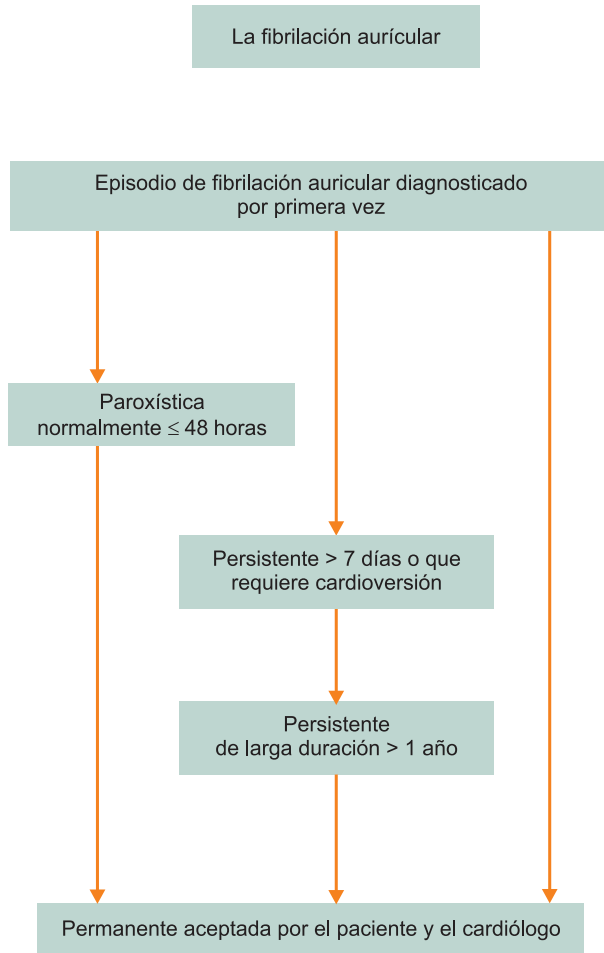 La fibrilación aurícular
Episodio de fibrilación auricular diagnosticado
por primera vez
Paroxística
normalmente ≤ 48 horas
Persistente > 7 días o que
requiere cardioversión
Persistente
de larga duración > 1 año
Permanente aceptada por el paciente y el cardiólogo